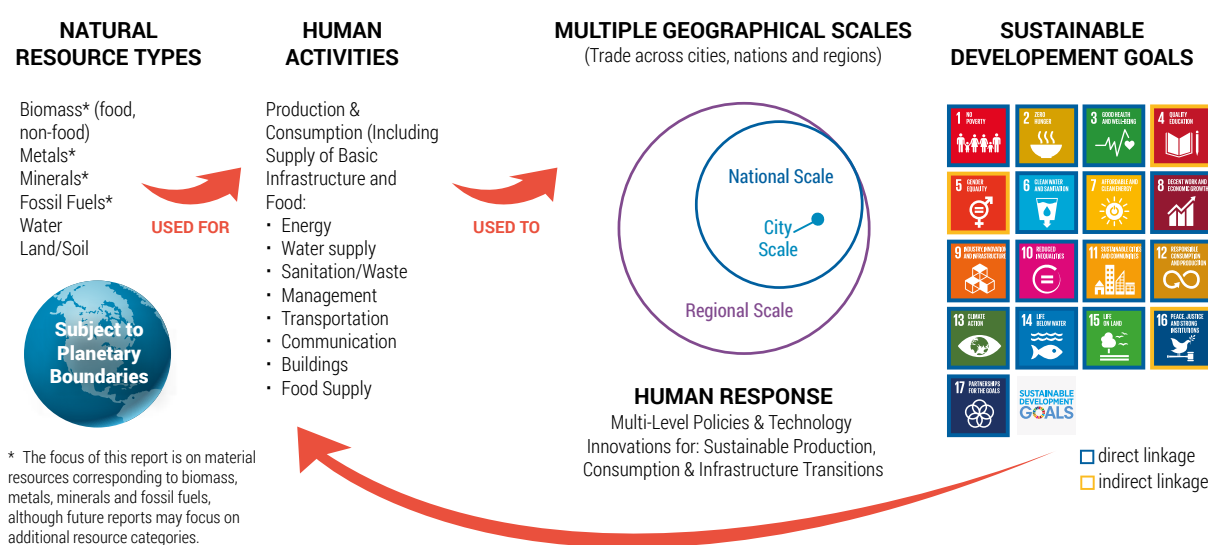 NATURAL
RESOURCE TYPES
Biomass* (food,
non-food)
Metals*
Minerals*
Fossil Fuels*
Water
Land/Soil
Subject to
Planetary
Boundaries
* The focus of this report is on material
resources corresponding to biomass,
metals, minerals and fossil fuels,
although future reports may focus on
additional resource categories.
USED FOR
HUMAN
ACTIVITIES
Production &
Consumption (Including
Supply of Basic
Infrastructure and
Food:
• Energy
• Water supply
• Sanitation/Waste
• Management
• Transportation
• Communication
• Buildings
• Food Supply
USED TO
MULTIPLE GEOGRAPHICAL SCALES
(Trade across cities, nations and regions)
National Scale
City
Scale
Regional Scale
HUMAN RESPONSE
Multi-Level Policies & Technology
Innovations for: Sustainable Production,
Consumption & Infrastructure Transitions
SUSTAINABLE
DEVELOPEMENT GOALS
1 NO
POVERTY
2 ZERO
HUNGER
3 GOOD HEALTH
AND WELL-BEING
4 QUALITY
EDUCATION
5 GENDER
EQUALITY
6 CLEAN WATER
AND SANITATION
7 AFFORDABLE AND
CLEAN ENERGY
8 DECENT WORK AND
ECONOMIC GROWTH
9 INDUSTRY, INNOVATION
AND INFRASTRUCTURE
10 REDUCED
INEQUALITIES
11 SUSTAINABLE CITIES
AND COMMUNITIES
12 RESPONSIBLE
CONSUMPTION
AND PRODUCTION
13 CLIMATE
ACTION
14 LIFE
BELOW WATER
15 LIFE
ON LAND
16 PEACE, JUSTICE
AND STRONG
INSTITUTIONS
17 PARTNERSHIPS
FOR THE GOALS
SUSTAINABLE
DEVELOPMENT
GOALS
direct linkage
indirect linkage